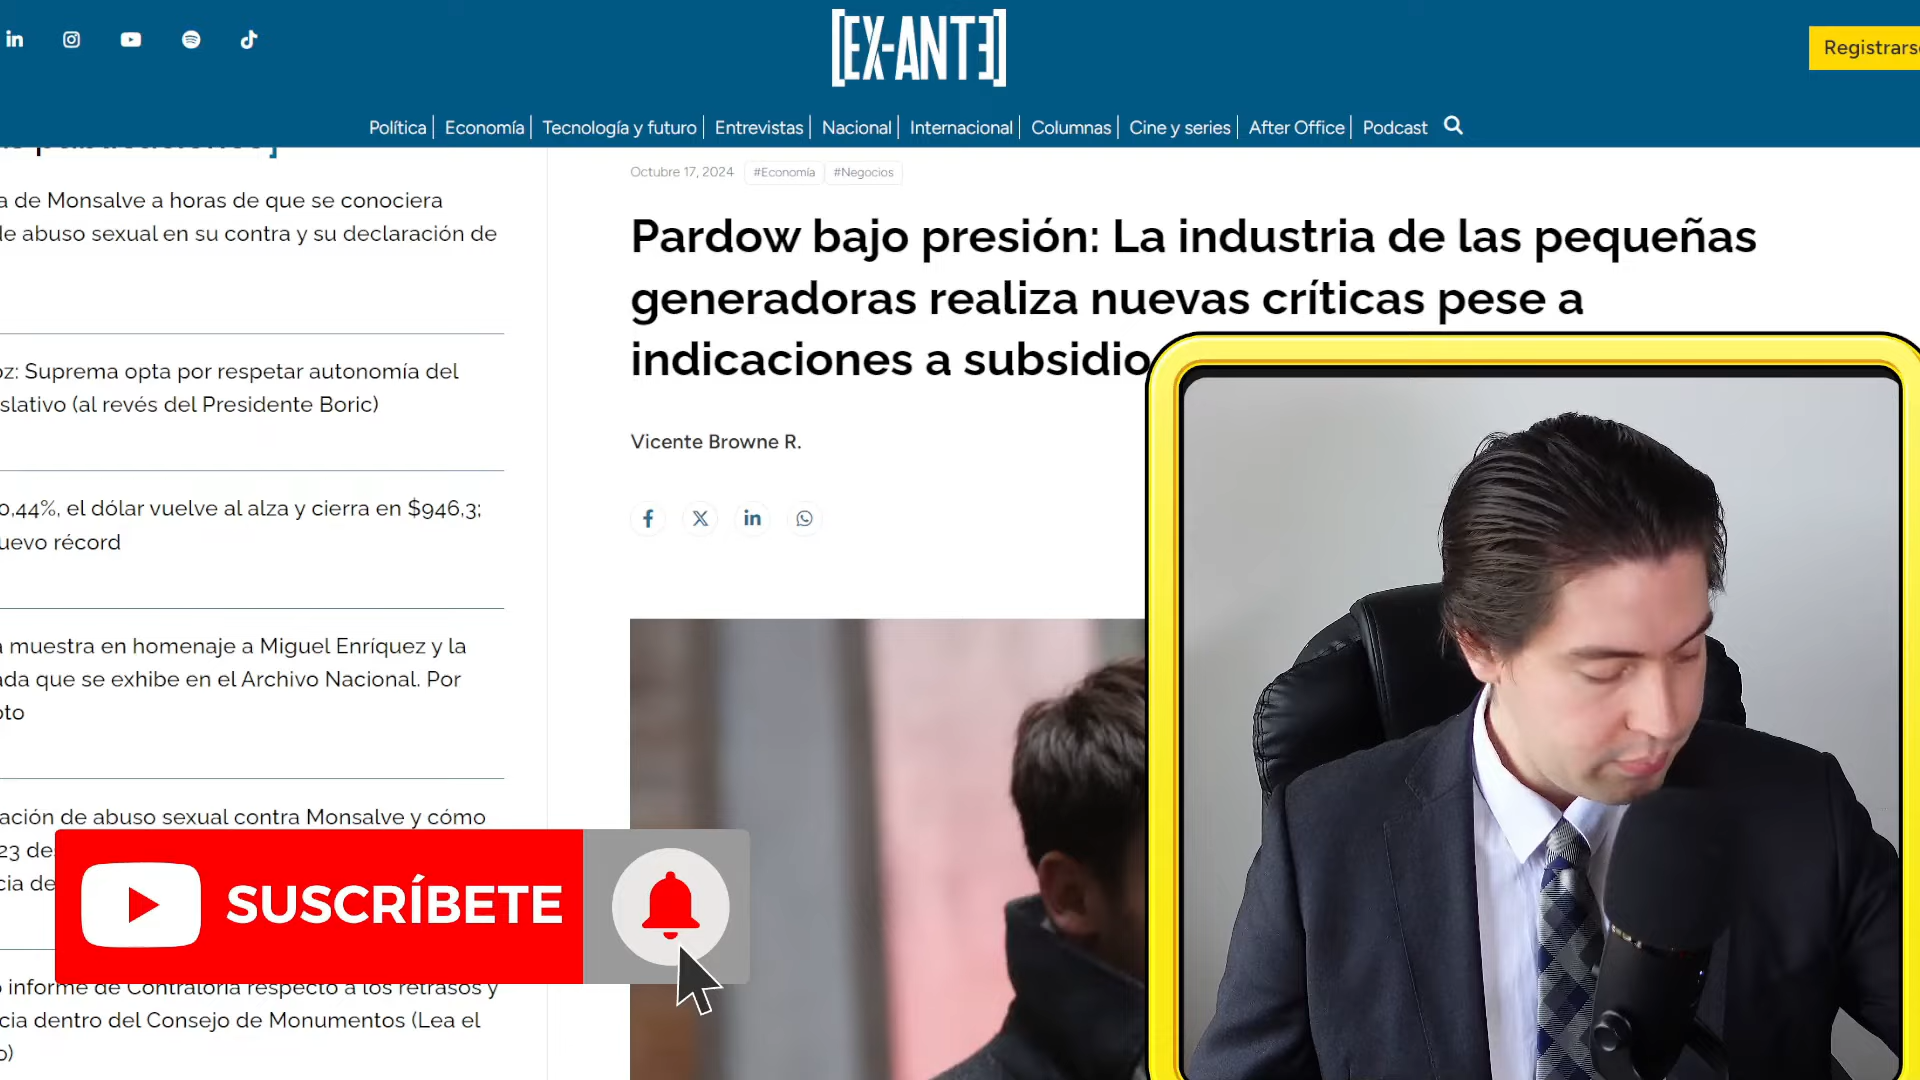 [EX-ANTE]
Registrars
Política
Economía
Tecnología y futuro
Entrevistas
Nacional
Internacional
Columnas
Cine y series
After Office
Podcast
a de Monsalve a horas de que se conociera
de abuso sexual en su contra y su declaración de
oz: Suprema opta por respetar autonomía del
slativo (al revés del Presidente Boric)
0,44%, el dólar vuelve al alza y cierra en $946,3;
uevo récord
a muestra en homenaje a Miguel Enríquez y la
ada que se exhibe en el Archivo Nacional. Por
oto
ación de abuso sexual contra Monsalve y cómo
23 de
cia de
o informe de Contraloría respecto a los retrasos y
cia dentro del Consejo de Monumentos (Lea el
o)
Octubre 17, 2024
#Economía
#Negocios
Pardow bajo presión: La industria de las pequeñas
generadoras realiza nuevas críticas pese a
indicaciones a subsidio
Vicente Browne R.
SUSCRÍBETE